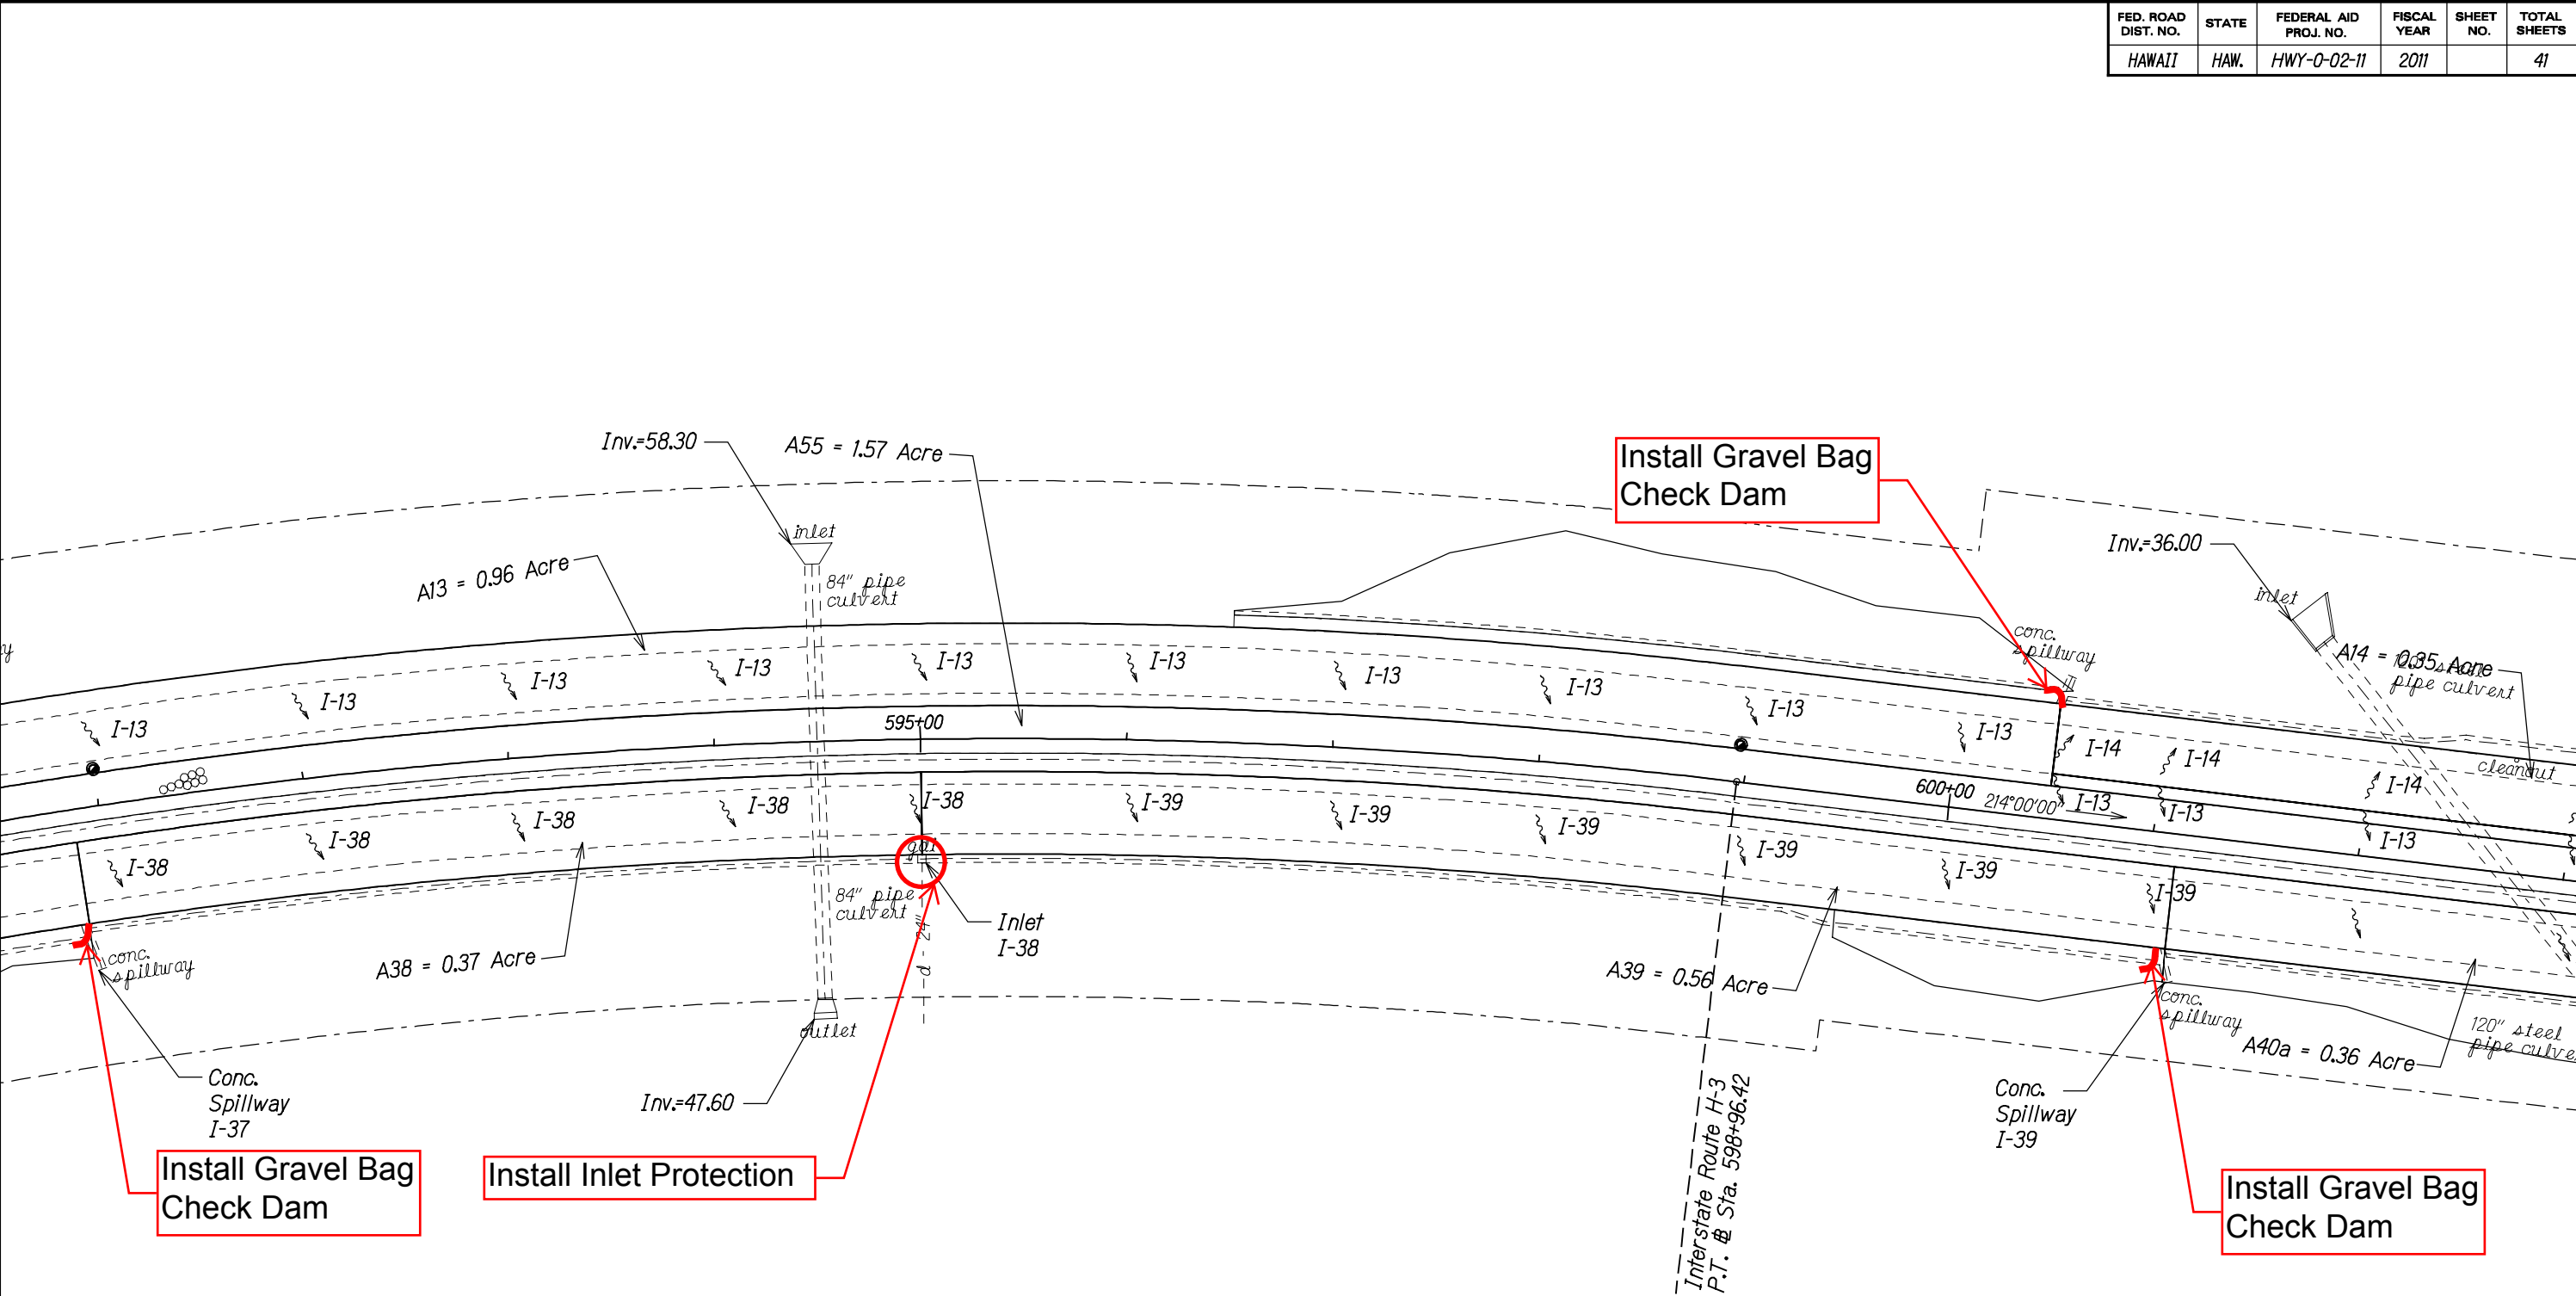 FED. ROAD DIST. NO. STATE FEDERAL AID PROJ. NO. FISCAL YEAR SHEET NO. TOTAL SHEETS
HAWAII HAW. HWY-0-02-11 2011 41
Install Gravel Bag
Check Dam
Inv.=58.30
A55 = 1.57 Acre
Inv.=36.00
inlet
84" pipe
culvert
A13 = 0.96 Acre
inlet
conc.
spillway
A14 = 0.35 Acre
120" steel
pipe culvert
I-13
I-13
I-13
I-13
I-13
I-13
I-13
I-13
I-13
I-13
595+00
I-14
I-14
I-14
cleanout
600+00
214°00'00"
I-13
I-13
I-13
I-38
I-38
I-38
I-38
I-38
I-39
I-39
I-39
I-39
I-39
I-39
gdi
84" pipe
culvert
24"
Inlet
I-38
conc.
spillway
A38 = 0.37 Acre
A39 = 0.56 Acre
conc.
spillway
outlet
120" steel
pipe culve
A40a = 0.36 Acre
Conc.
Spillway
I-37
Inv.=47.60
Conc.
Spillway
I-39
Interstate Route H-3
P.T. B Sta. 598+96.42
Install Gravel Bag
Check Dam
Install Inlet Protection
Install Gravel Bag
Check Dam